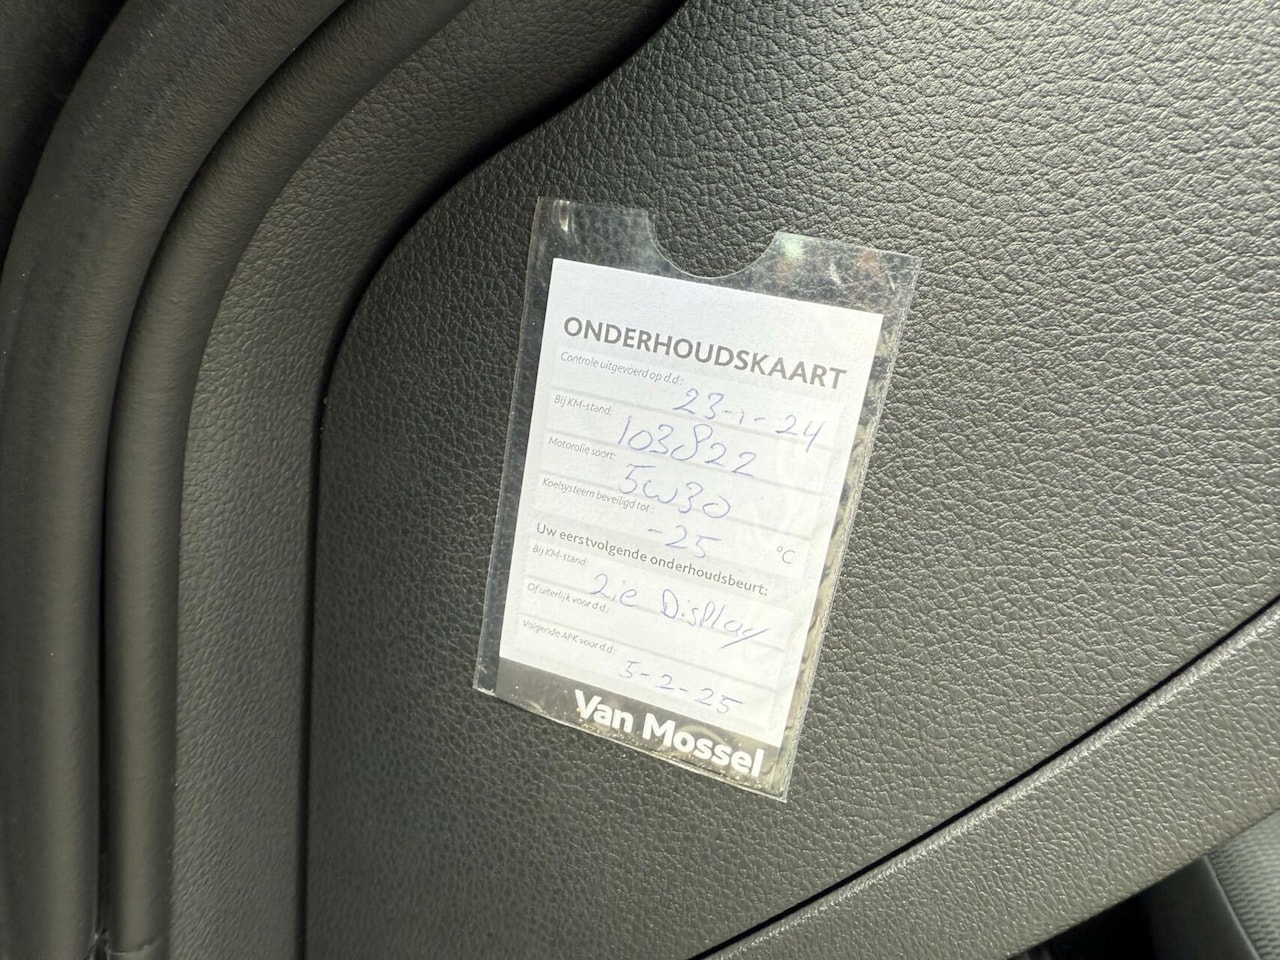 ONDERHOUDSKAART
Controle uitgevoerd op d.d.: 23-1-24
Bij KM-stand: 103822
Motorolie soort: 5W30
Koelsysteem beveiligd tot: -25 °C
Uw eerstvolgende onderhoudsbeurt:
Bij KM-stand: Zie Display
Of uiterlijk voor d.d.:
Volgende APK voor d.d.: 5-2-25
Van Mossel